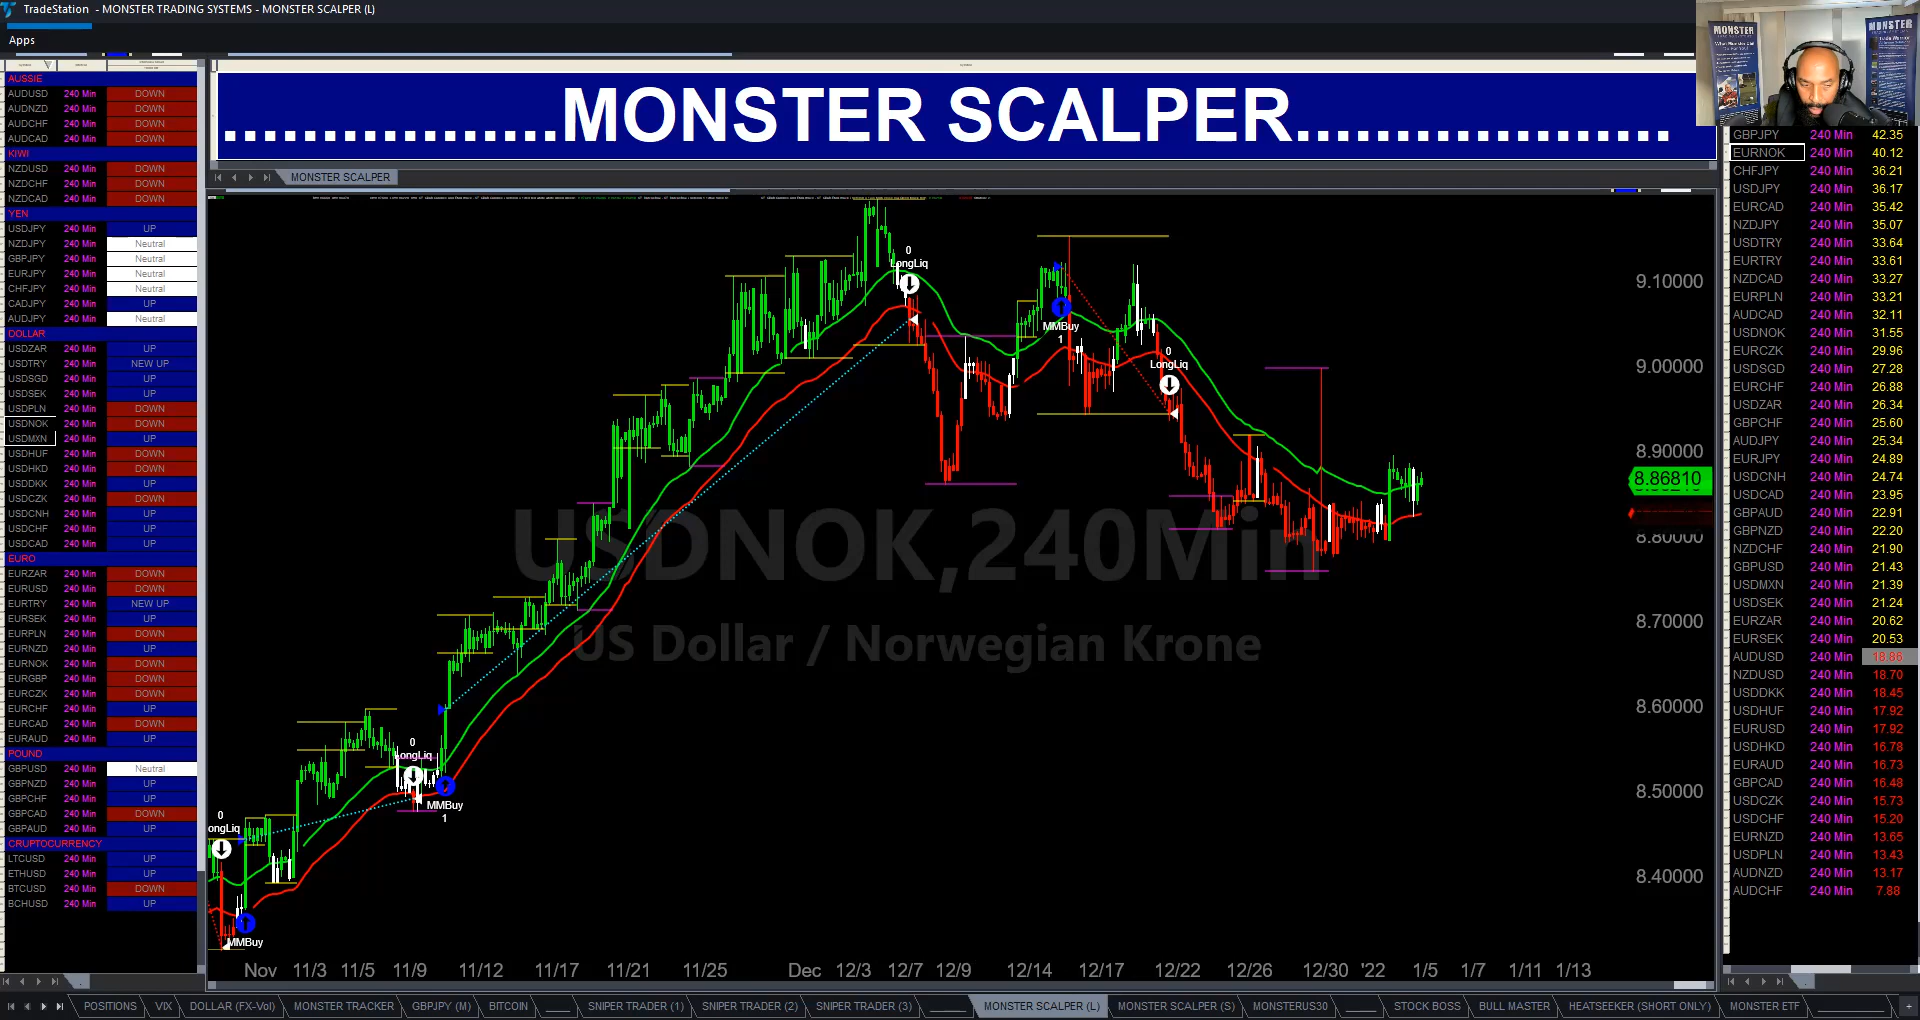 TradeStation - MONSTER TRADING SYSTEMS - MONSTER SCALPER (L)
Apps
AUSSIE
AUDUSD 240 Min DOWN
AUDNZD 240 Min DOWN
AUDCHF 240 Min DOWN
AUDCAD 240 Min DOWN
KIWI
NZDUSD 240 Min DOWN
NZDCHF 240 Min DOWN
NZDCAD 240 Min DOWN
YEN
USDJPY 240 Min UP
NZDJPY 240 Min Neutral
GBPJPY 240 Min Neutral
EURJPY 240 Min Neutral
CHFJPY 240 Min Neutral
CADJPY 240 Min UP
AUDJPY 240 Min Neutral
DOLLAR
USDZAR 240 Min UP
USDTRY 240 Min NEW UP
USDSGD 240 Min UP
USDSEK 240 Min UP
USDPLN 240 Min DOWN
USDNOK 240 Min DOWN
USDMXN 240 Min UP
USDHUF 240 Min DOWN
USDHKD 240 Min DOWN
USDDKK 240 Min UP
USDCZK 240 Min DOWN
USDCNH 240 Min UP
USDCHF 240 Min UP
USDCAD 240 Min UP
EURO
EURZAR 240 Min DOWN
EURUSD 240 Min DOWN
EURTRY 240 Min NEW UP
EURSEK 240 Min UP
EURPLN 240 Min DOWN
EURNZD 240 Min UP
EURNOK 240 Min DOWN
EURGBP 240 Min DOWN
EURCZK 240 Min DOWN
EURCHF 240 Min UP
EURCAD 240 Min DOWN
EURAUD 240 Min UP
POUND
GBPUSD 240 Min Neutral
GBPNZD 240 Min UP
GBPCHF 240 Min UP
GBPCAD 240 Min DOWN
GBPAUD 240 Min UP
CRUPTOCURRENCY
LTCUSD 240 Min UP
ETHUSD 240 Min UP
BTCUSD 240 Min DOWN
BCHUSD 240 Min UP
.................MONSTER SCALPER...................
MONSTER SCALPER
USDNOK,240Min
US Dollar / Norwegian Krone
0
LongLiq
MMBuy
1
0
LongLiq
0
LongLiq
MMBuy
1
0
ongLiq
MMBuy
9.10000
9.00000
8.90000
8.86810
8.80000
8.70000
8.60000
8.50000
8.40000
Nov 11/3 11/5 11/9 11/12 11/17 11/21 11/25 Dec 12/3 12/7 12/9 12/14 12/17 12/22 12/26 12/30 '22 1/5 1/7 1/11 1/13
MONSTER
MONSTER
GBPJPY 240 Min 42.35
EURNOK 240 Min 40.12
CHFJPY 240 Min 36.21
USDJPY 240 Min 36.17
EURCAD 240 Min 35.42
NZDJPY 240 Min 35.07
USDTRY 240 Min 33.64
EURTRY 240 Min 33.61
NZDCAD 240 Min 33.27
EURPLN 240 Min 33.21
AUDCAD 240 Min 32.11
USDNOK 240 Min 31.55
EURCZK 240 Min 29.96
USDSGD 240 Min 27.28
EURCHF 240 Min 26.88
USDZAR 240 Min 26.34
GBPCHF 240 Min 25.60
AUDJPY 240 Min 25.34
EURJPY 240 Min 24.89
USDCNH 240 Min 24.74
USDCAD 240 Min 23.95
GBPAUD 240 Min 22.91
GBPNZD 240 Min 22.20
NZDCHF 240 Min 21.90
GBPUSD 240 Min 21.43
USDMXN 240 Min 21.39
USDSEK 240 Min 21.24
EURZAR 240 Min 20.62
EURSEK 240 Min 20.53
AUDUSD 240 Min 18.86
NZDUSD 240 Min 18.70
USDDKK 240 Min 18.45
USDHUF 240 Min 17.92
EURUSD 240 Min 17.92
USDHKD 240 Min 16.78
EURAUD 240 Min 16.73
GBPCAD 240 Min 16.48
USDCZK 240 Min 15.73
USDCHF 240 Min 15.20
EURNZD 240 Min 13.65
USDPLN 240 Min 13.43
AUDNZD 240 Min 13.17
AUDCHF 240 Min 7.88
POSITIONS VIX DOLLAR (FX-Vol) MONSTER TRACKER GBPJPY (M) BITCOIN SNIPER TRADER (1) SNIPER TRADER (2) SNIPER TRADER (3) MONSTER SCALPER (L) MONSTER SCALPER (S) MONSTERUS30 STOCK BOSS BULL MASTER HEATSEEKER (SHORT ONLY) MONSTER ETF